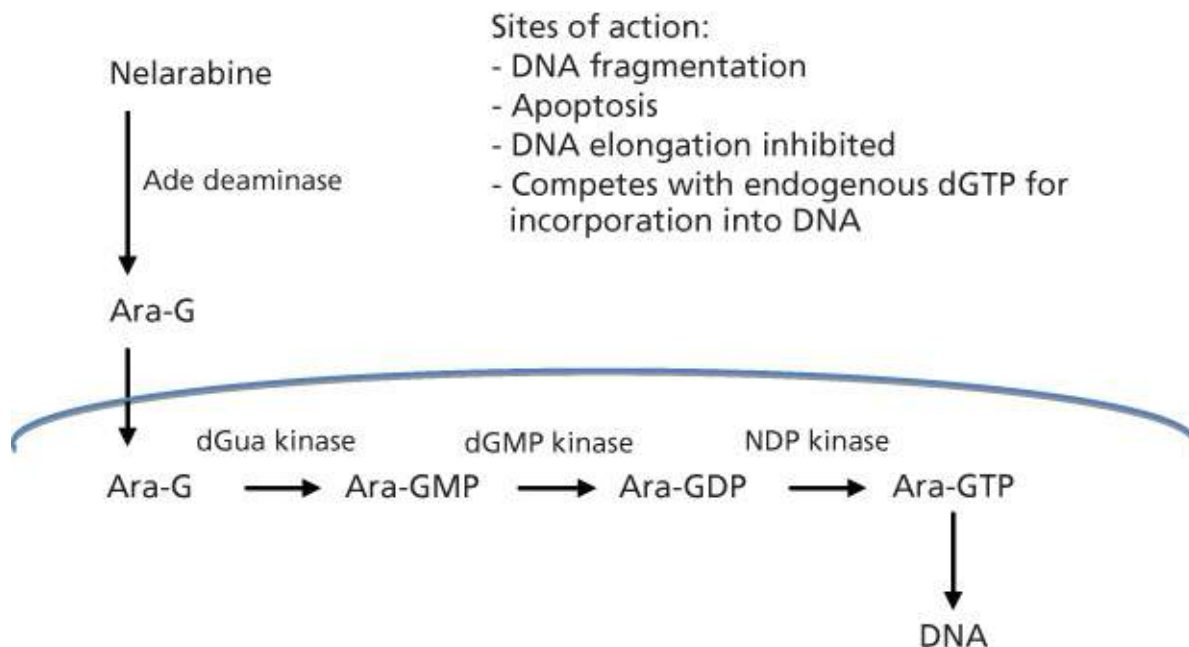 Sites of action:
- DNA fragmentation
- Apoptosis
- DNA elongation inhibited
- Competes with endogenous dGTP for
incorporation into DNA
Nelarabine
Ade deaminase
Ara-G
dGua kinase
dGMP kinase
NDP kinase
Ara-G
Ara-GMP
Ara-GDP
Ara-GTP
DNA